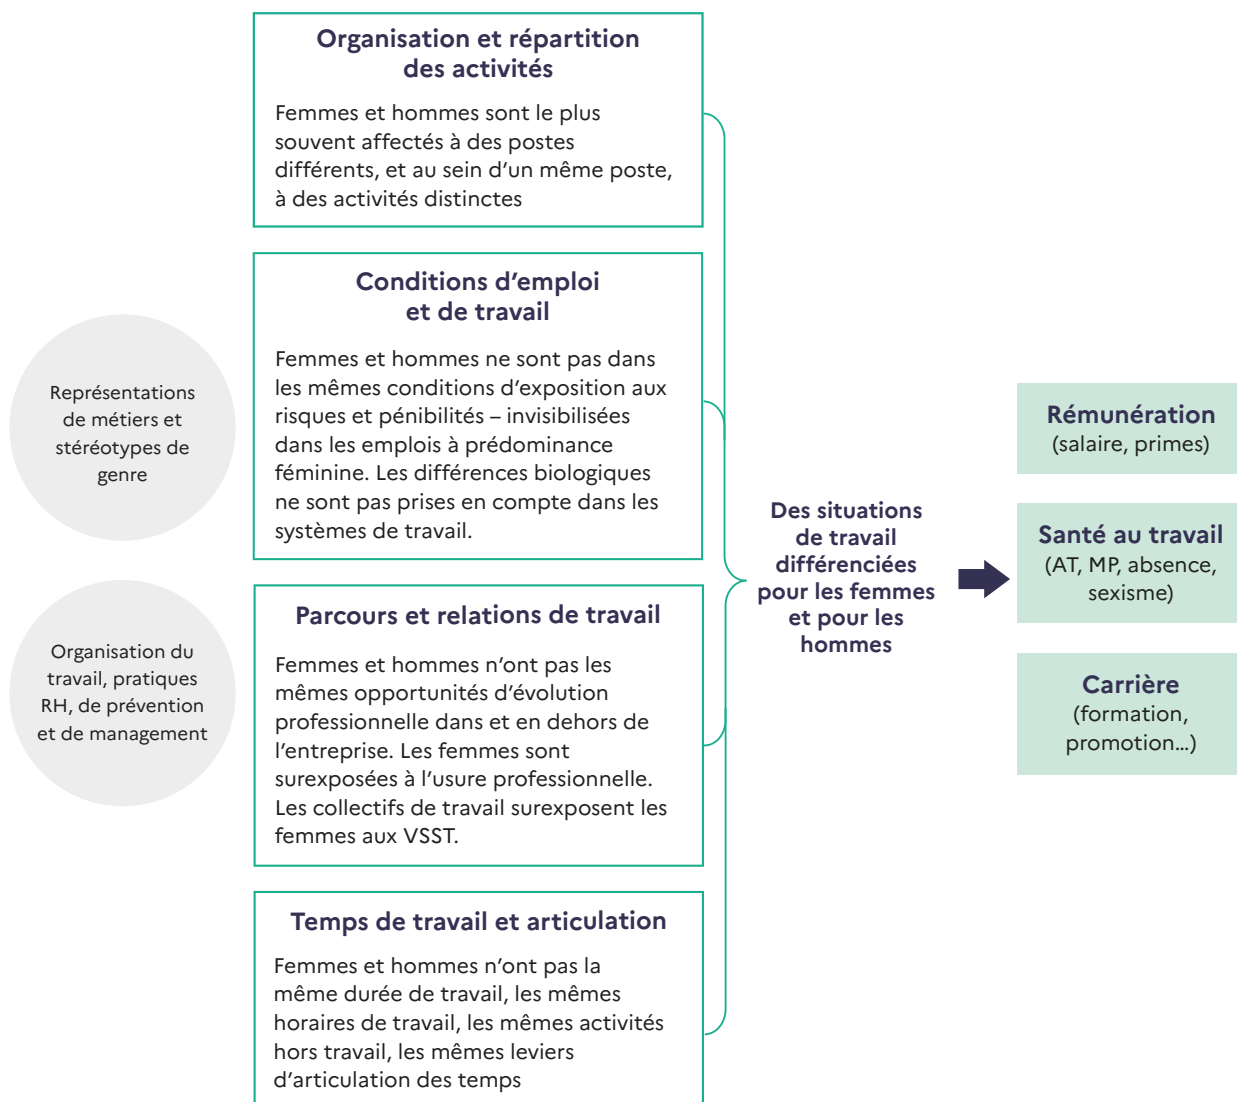 Organisation et répartition
des activités
Femmes et hommes sont le plus
souvent affectés à des postes
différents, et au sein d’un même poste,
à des activités distinctes
Conditions d’emploi
et de travail
Femmes et hommes ne sont pas dans
les mêmes conditions d’exposition aux
risques et pénibilités – invisibilisées
dans les emplois à prédominance
féminine. Les différences biologiques
ne sont pas prises en compte dans les
systèmes de travail.
Représentations
de métiers et
stéréotypes de
genre
Parcours et relations de travail
Femmes et hommes n’ont pas les
mêmes opportunités d’évolution
professionnelle dans et en dehors de
l’entreprise. Les femmes sont
surexposées à l’usure professionnelle.
Les collectifs de travail surexposent les
femmes aux VSST.
Organisation du
travail, pratiques
RH, de prévention
et de management
Temps de travail et articulation
Femmes et hommes n’ont pas la
même durée de travail, les mêmes
horaires de travail, les mêmes activités
hors travail, les mêmes leviers
d’articulation des temps
Des situations
de travail
différenciées
pour les femmes
et pour les
hommes
Rémunération
(salaire, primes)
Santé au travail
(AT, MP, absence,
sexisme)
Carrière
(formation,
promotion…)